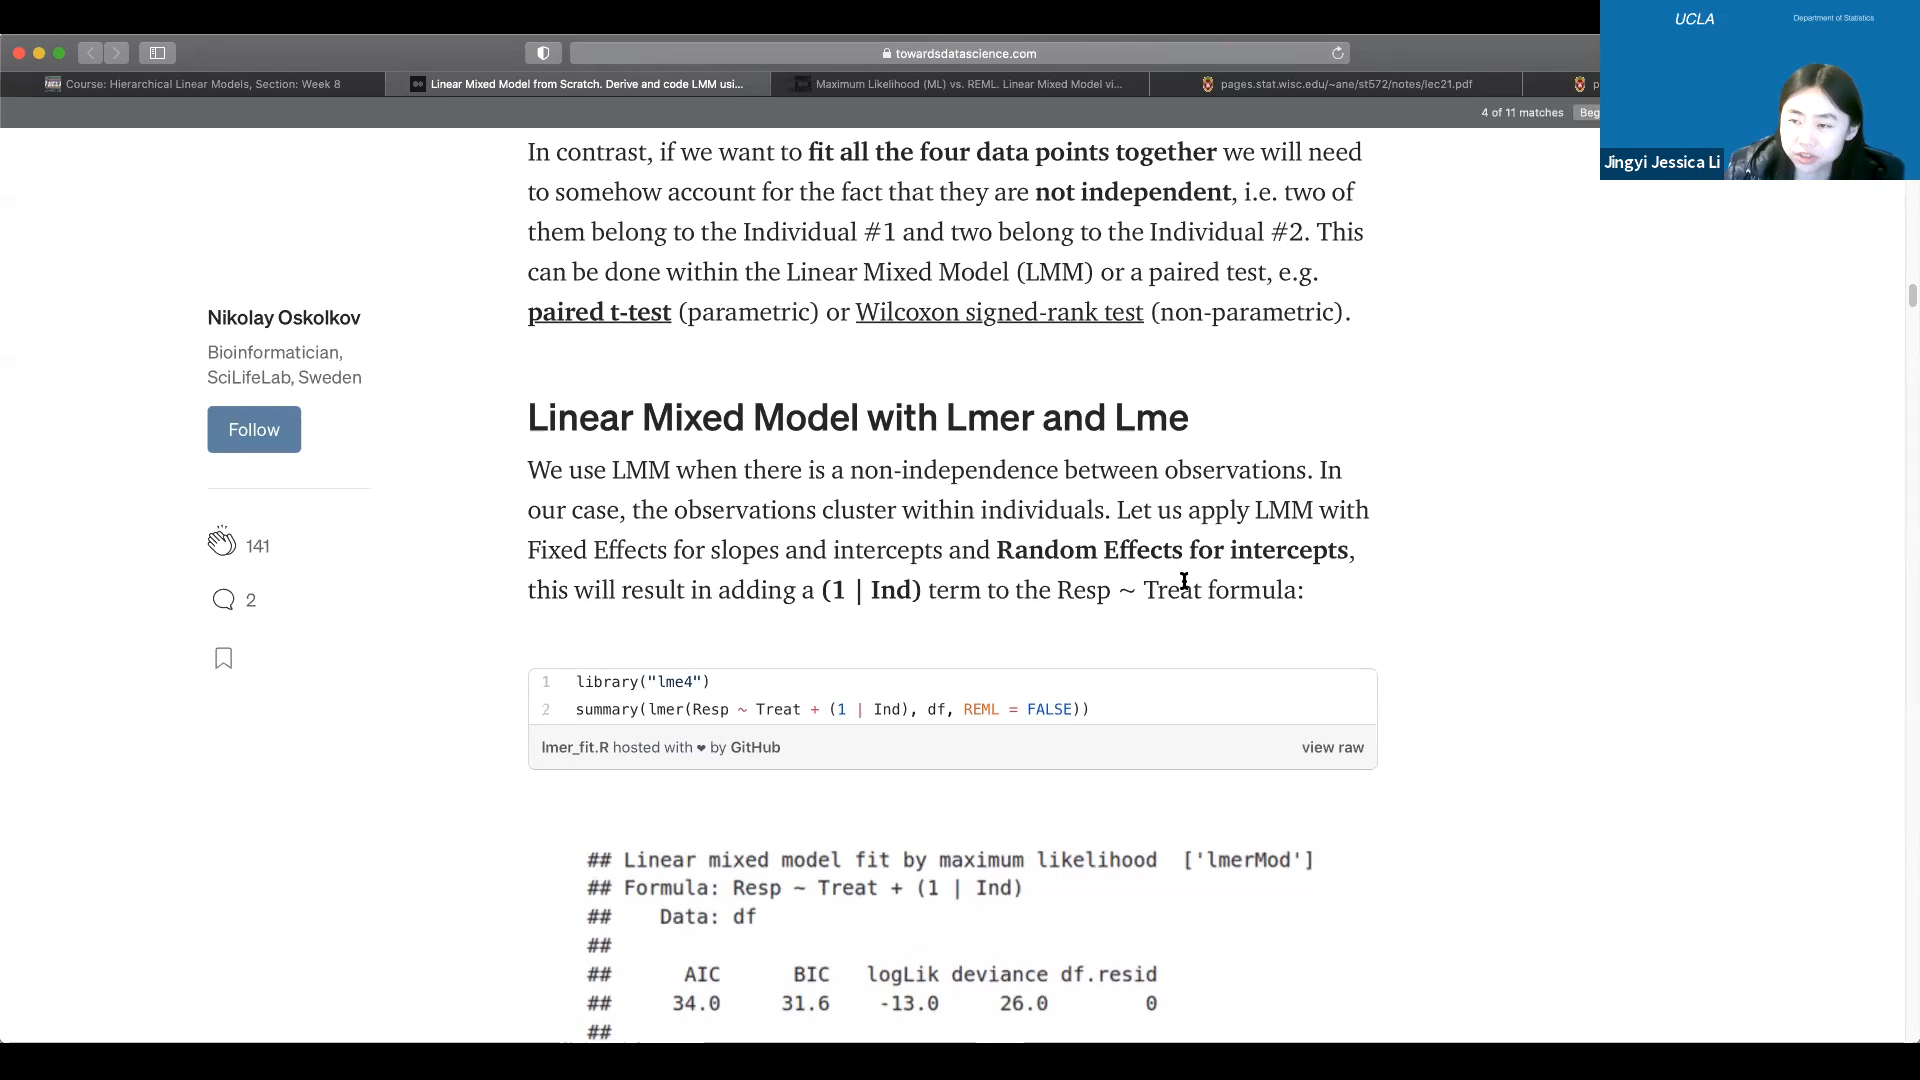 UCLA
Department of Statistics
towardsdatascience.com
Course: Hierarchical Linear Models, Section: Week 8
Linear Mixed Model from Scratch. Derive and code LMM usi...
Maximum Likelihood (ML) vs. REML. Linear Mixed Model vi...
pages.stat.wisc.edu/~ane/st572/notes/lec21.pdf
p
4 of 11 matches
Beg
Jingyi Jessica Li
In contrast, if we want to fit all the four data points together we will need
to somehow account for the fact that they are not independent, i.e. two of
them belong to the Individual #1 and two belong to the Individual #2. This
can be done within the Linear Mixed Model (LMM) or a paired test, e.g.
paired t-test (parametric) or Wilcoxon signed-rank test (non-parametric).
Nikolay Oskolkov
Bioinformatician,
SciLifeLab, Sweden
Follow
141
2
Linear Mixed Model with Lmer and Lme
We use LMM when there is a non-independence between observations. In
our case, the observations cluster within individuals. Let us apply LMM with
Fixed Effects for slopes and intercepts and Random Effects for intercepts,
this will result in adding a (1 | Ind) term to the Resp ~ Treat formula:
1 library("lme4")
2 summary(lmer(Resp ~ Treat + (1 | Ind), df, REML = FALSE))
lmer_fit.R hosted with ❤ by GitHub
view raw
## Linear mixed model fit by maximum likelihood ['lmerMod']
## Formula: Resp ~ Treat + (1 | Ind)
## Data: df
##
## AIC BIC logLik deviance df.resid
## 34.0 31.6 -13.0 26.0 0
##